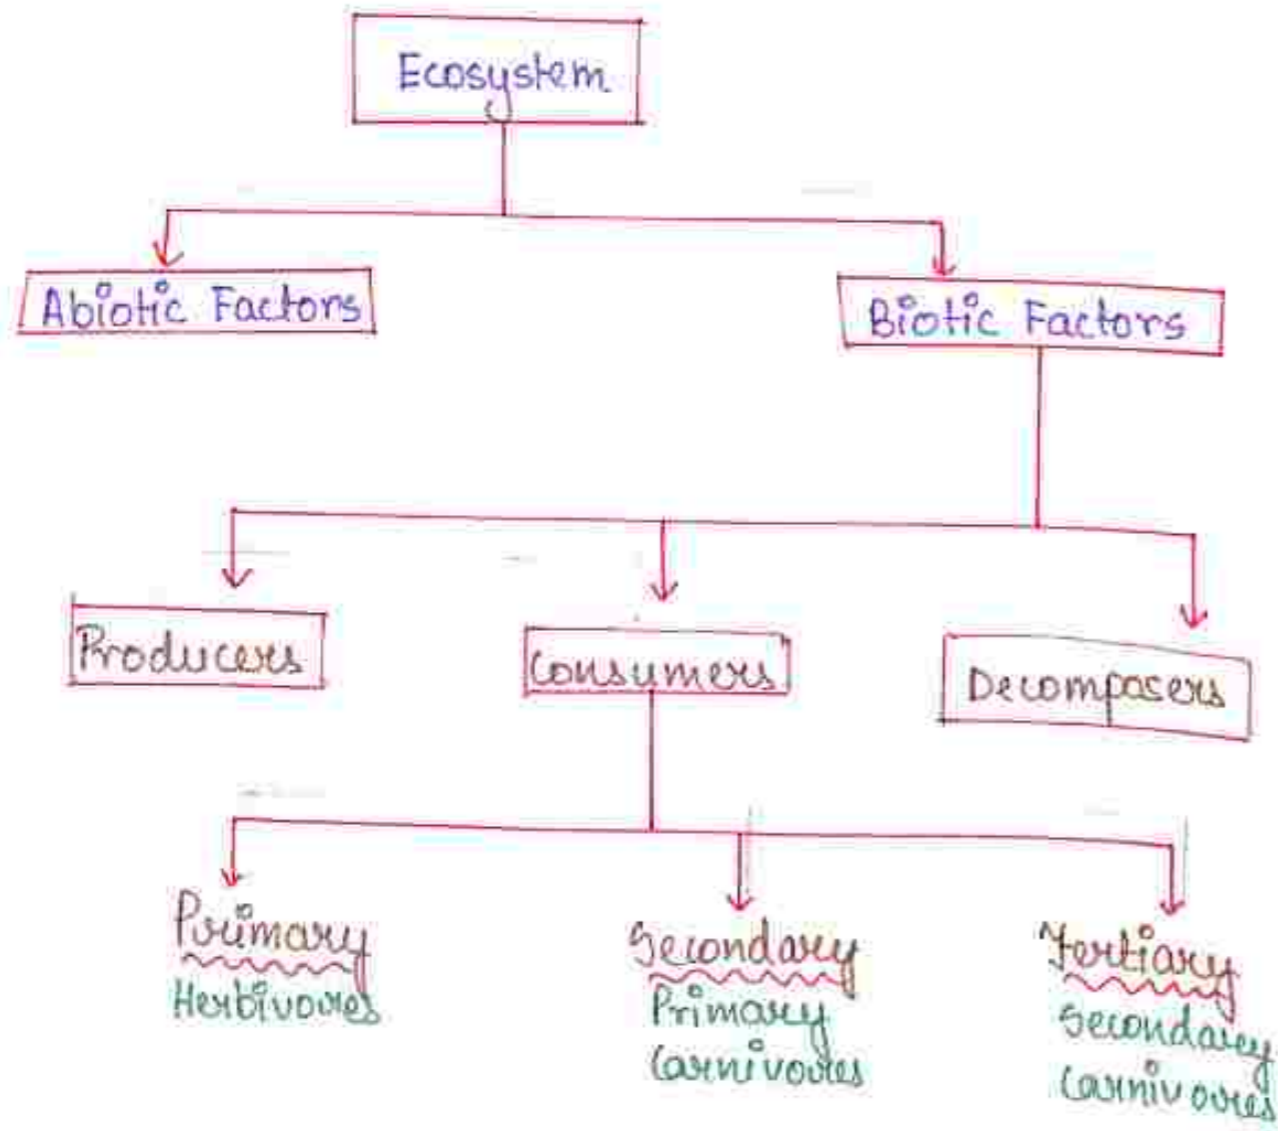 Ecosystem
Abiotic Factors
Biotic Factors
Producers
Consumers
Decomposers
Primary
Herbivores
Secondary
Primary
Carnivores
Tertiary
Secondary
Carnivores